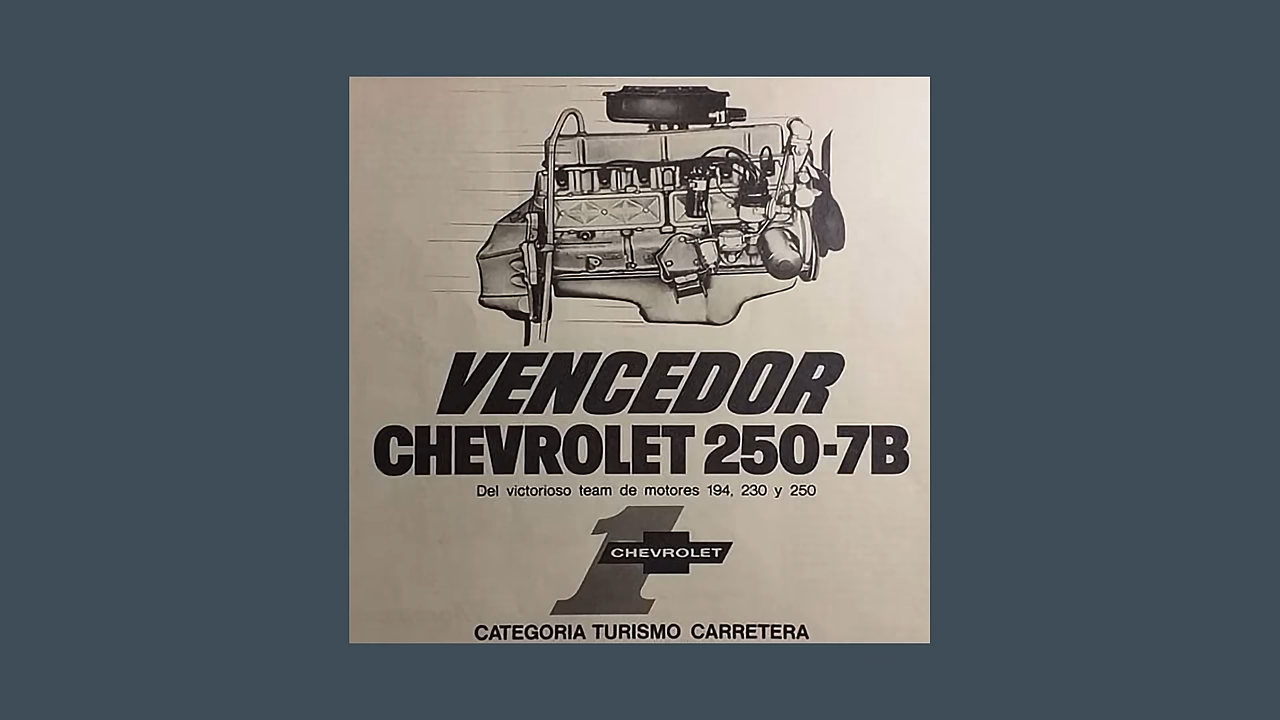 VENCEDOR
CHEVROLET 250-7B
Del victorioso team de motores 194, 230 y 250
1
CHEVROLET
CATEGORIA TURISMO CARRETERA